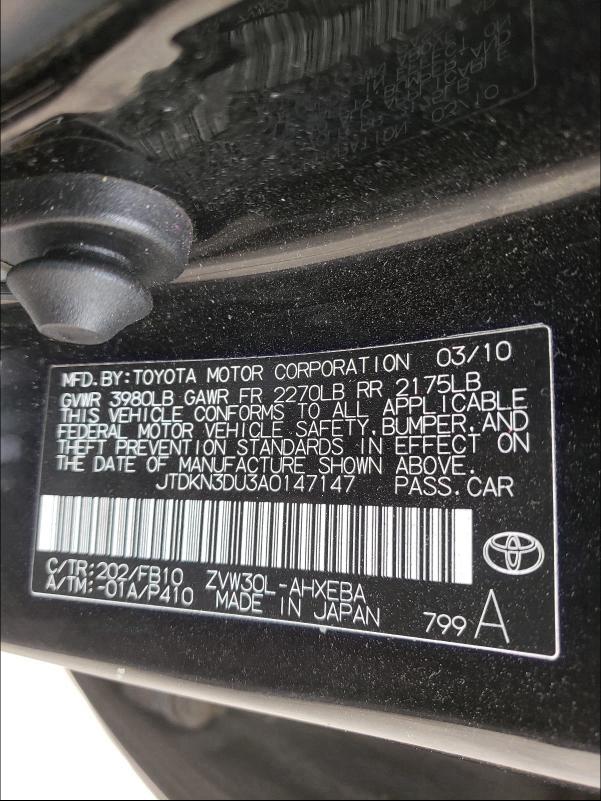 MFD.BY: TOYOTA MOTOR CORPORATION 03/10
GVWR 3980LB GAWR FR 2270LB RR 2175LB
THIS VEHICLE CONFORMS TO ALL APPLICABLE
FEDERAL MOTOR VEHICLE SAFETY, BUMPER, AND
THEFT PREVENTION STANDARDS IN EFFECT ON
THE DATE OF MANUFACTURE SHOWN ABOVE.
JTDKN3DU3A0147147 PASS.CAR
C/TR: 202/FB10 ZVW30L-AHXEBA
A/TM:-01A/P410 MADE IN JAPAN 799 A